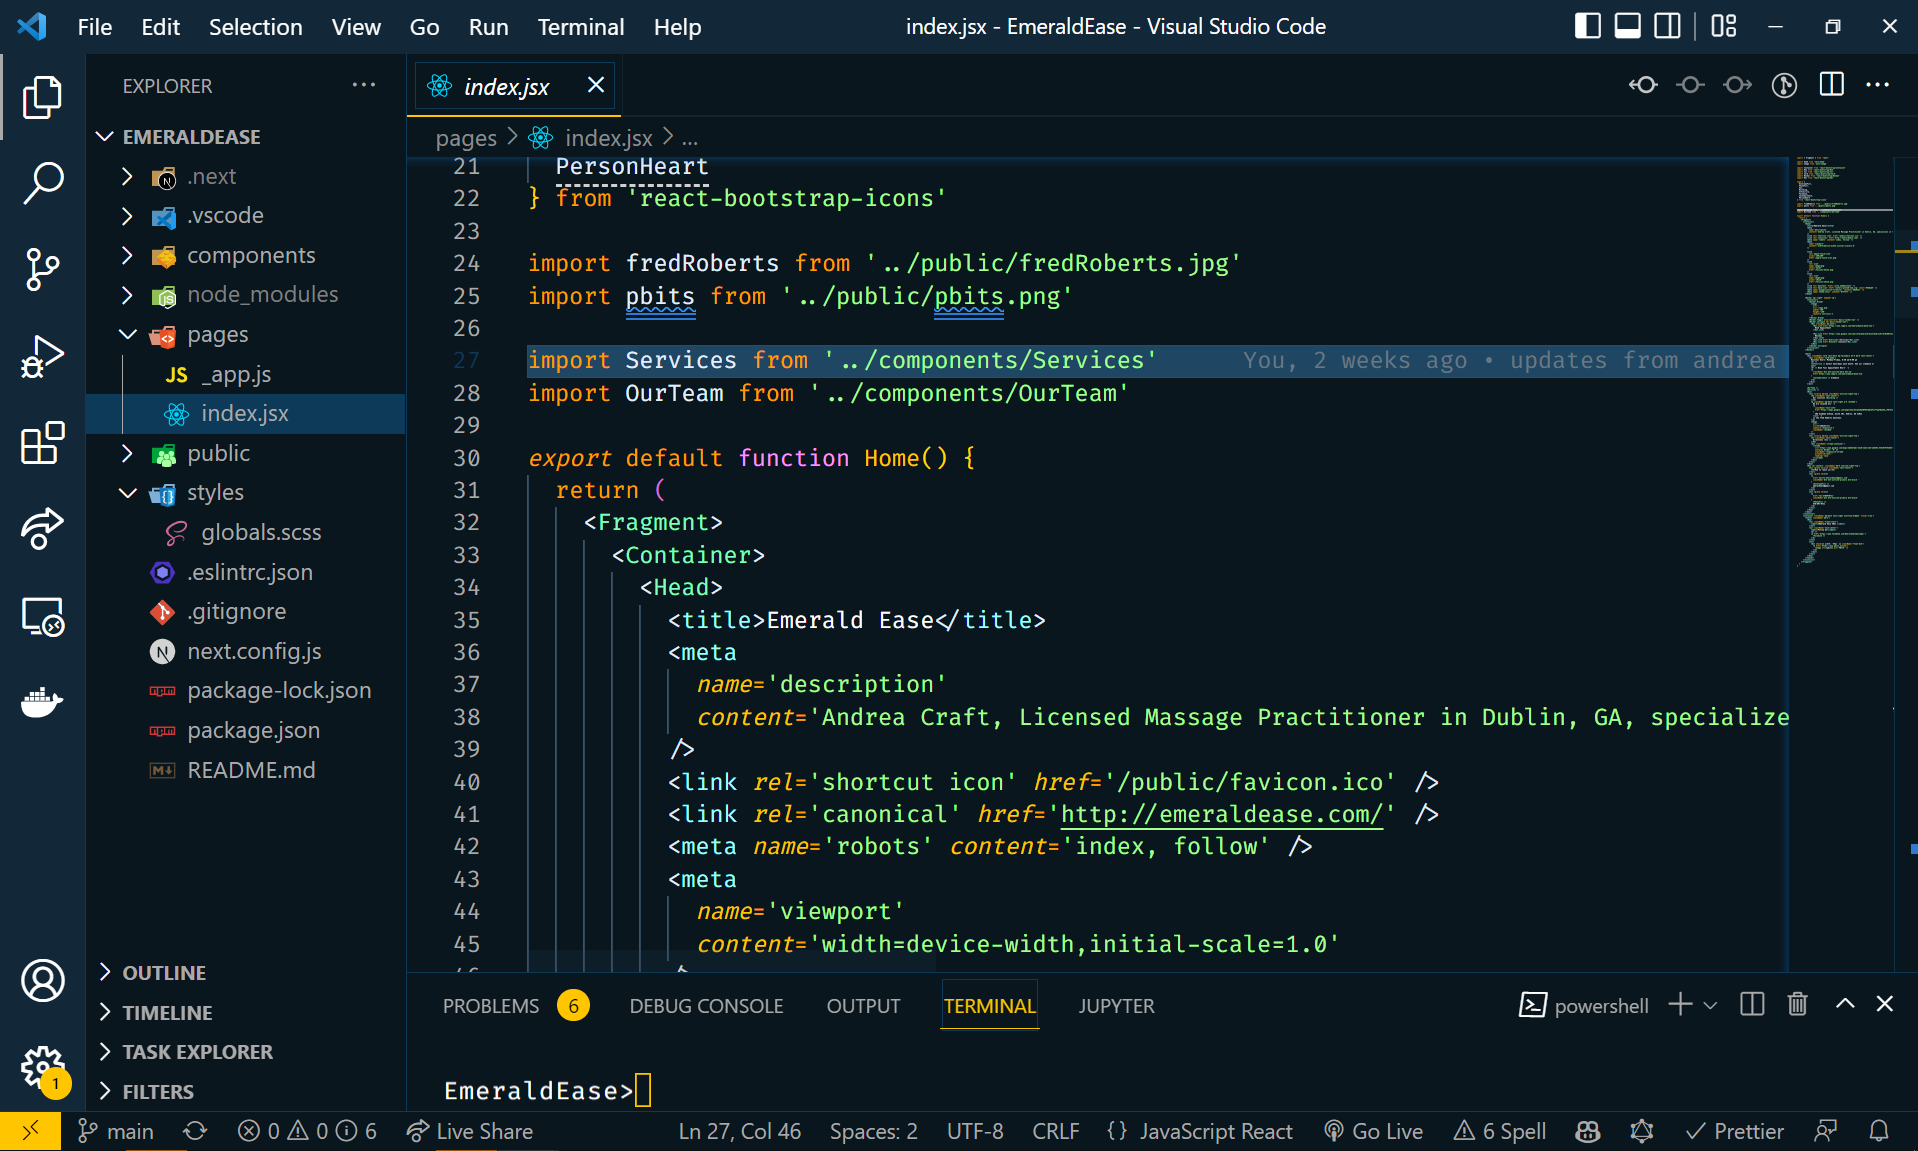 File Edit Selection View Go Run Terminal Help
index.jsx - EmeraldEase - Visual Studio Code
EXPLORER
EMERALDEASE
.next
.vscode
components
node_modules
pages
JS _app.js
index.jsx
public
styles
globals.scss
.eslintrc.json
.gitignore
next.config.js
package-lock.json
package.json
README.md
OUTLINE
TIMELINE
TASK EXPLORER
FILTERS
1
index.jsx
pages > index.jsx > ...
21 PersonHeart
22 } from 'react-bootstrap-icons'
23
24 import fredRoberts from '../public/fredRoberts.jpg'
25 import pbits from '../public/pbits.png'
26
27 import Services from '../components/Services' You, 2 weeks ago • updates from andrea
28 import OurTeam from '../components/OurTeam'
29
30 export default function Home() {
31 return (
32 <Fragment>
33 <Container>
34 <Head>
35 <title>Emerald Ease</title>
36 <meta
37 name='description'
38 content='Andrea Craft, Licensed Massage Practitioner in Dublin, GA, specialize
39 />
40 <link rel='shortcut icon' href='/public/favicon.ico' />
41 <link rel='canonical' href='http://emeraldease.com/' />
42 <meta name='robots' content='index, follow' />
43 <meta
44 name='viewport'
45 content='width=device-width,initial-scale=1.0'
PROBLEMS 6 DEBUG CONSOLE OUTPUT TERMINAL JUPYTER
powershell
EmeraldEase>
main 0 0 6 Live Share Ln 27, Col 46 Spaces: 2 UTF-8 CRLF {} JavaScript React Go Live 6 Spell Prettier